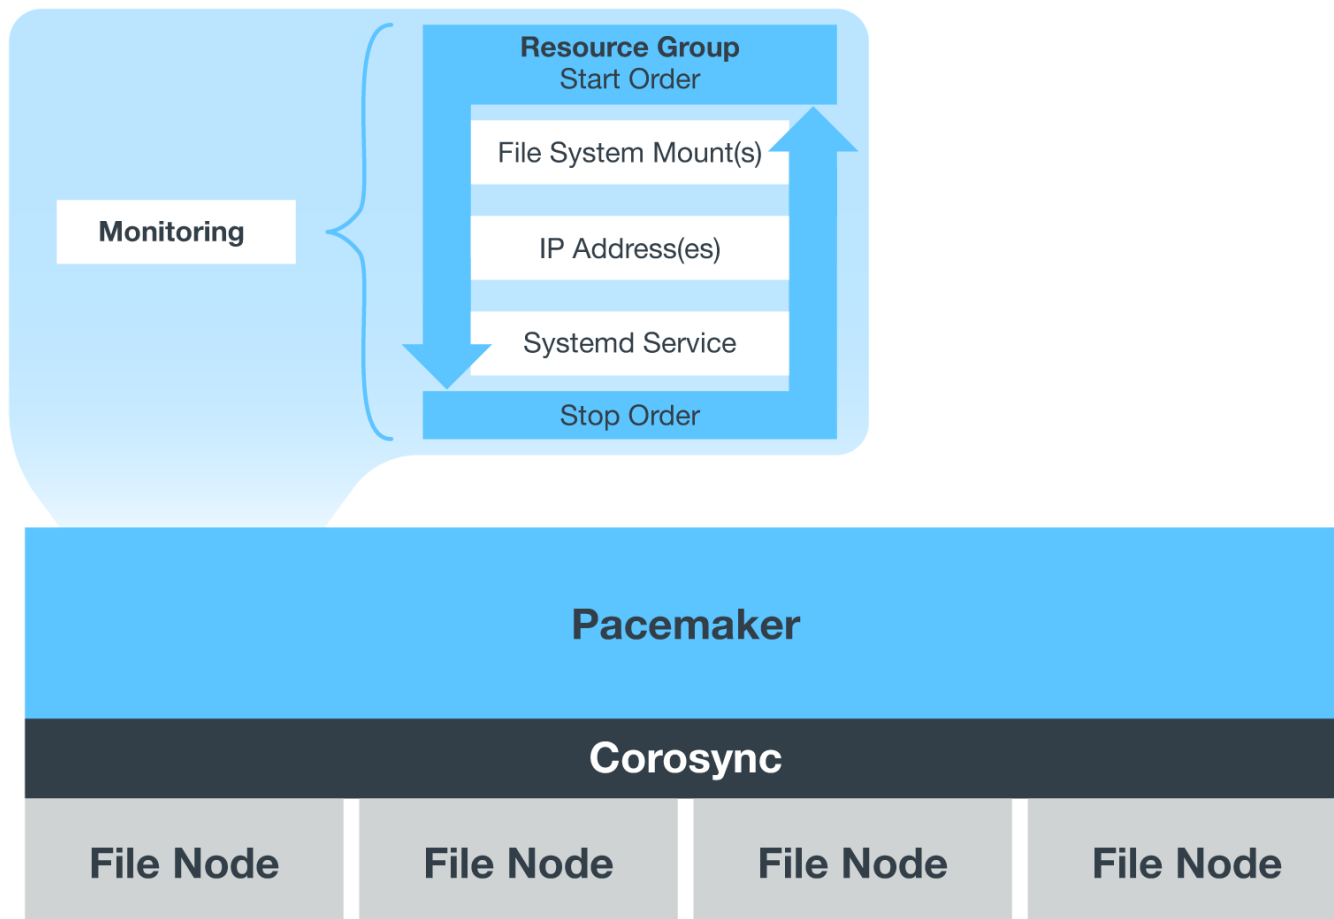 Resource Group
Start Order
File System Mount(s)
Monitoring
IP Address(es)
Systemd Service
Stop Order
Pacemaker
Corosync
File Node
File Node
File Node
File Node